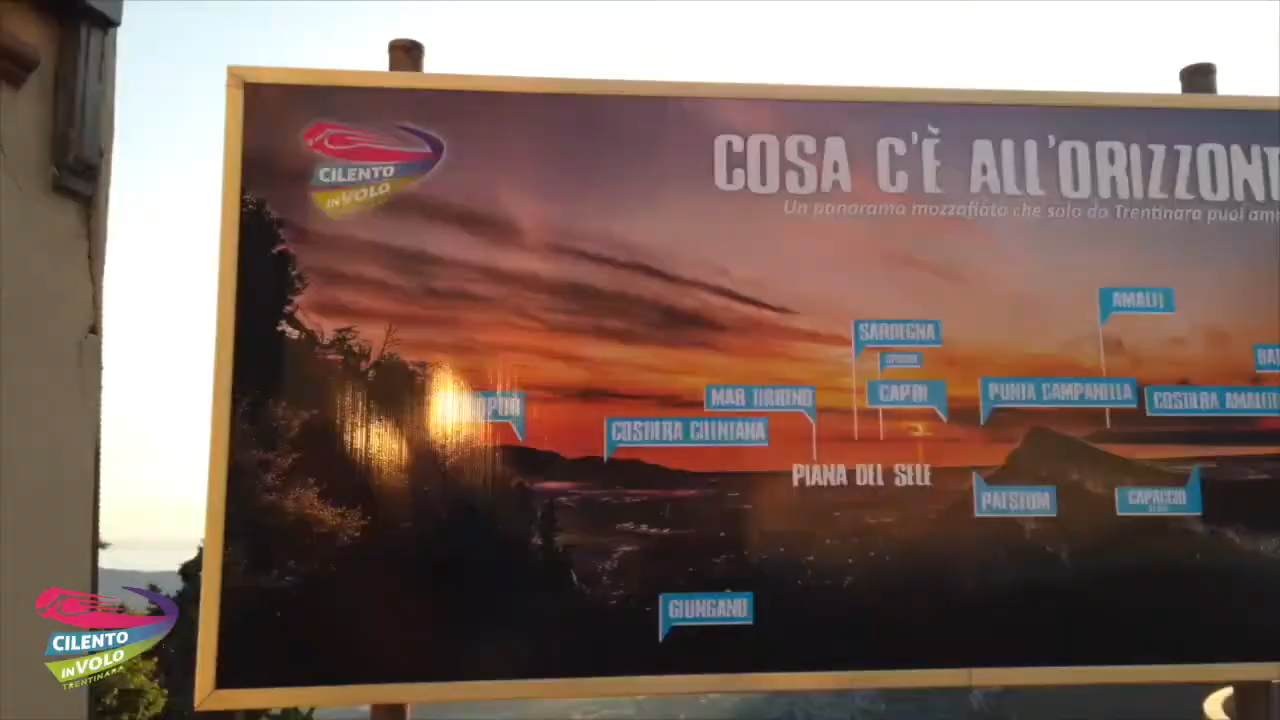 CILENTO
INVOLO
COSA C'È ALL'ORIZZONT
Un panorama mozzafiato che solo da Trentinara puoi am
AMALFI
SARDEGNA
CAPRI
PUNTA CAMPANELLA
COSTIERA AMALFIT
MAR TIRRENO
COSTIERA CILENTANA
PIANA DEL SELE
PAESTUM
CAPACCIO
GIUNGANO
CILENTO
INVOLO
TRENTINARA